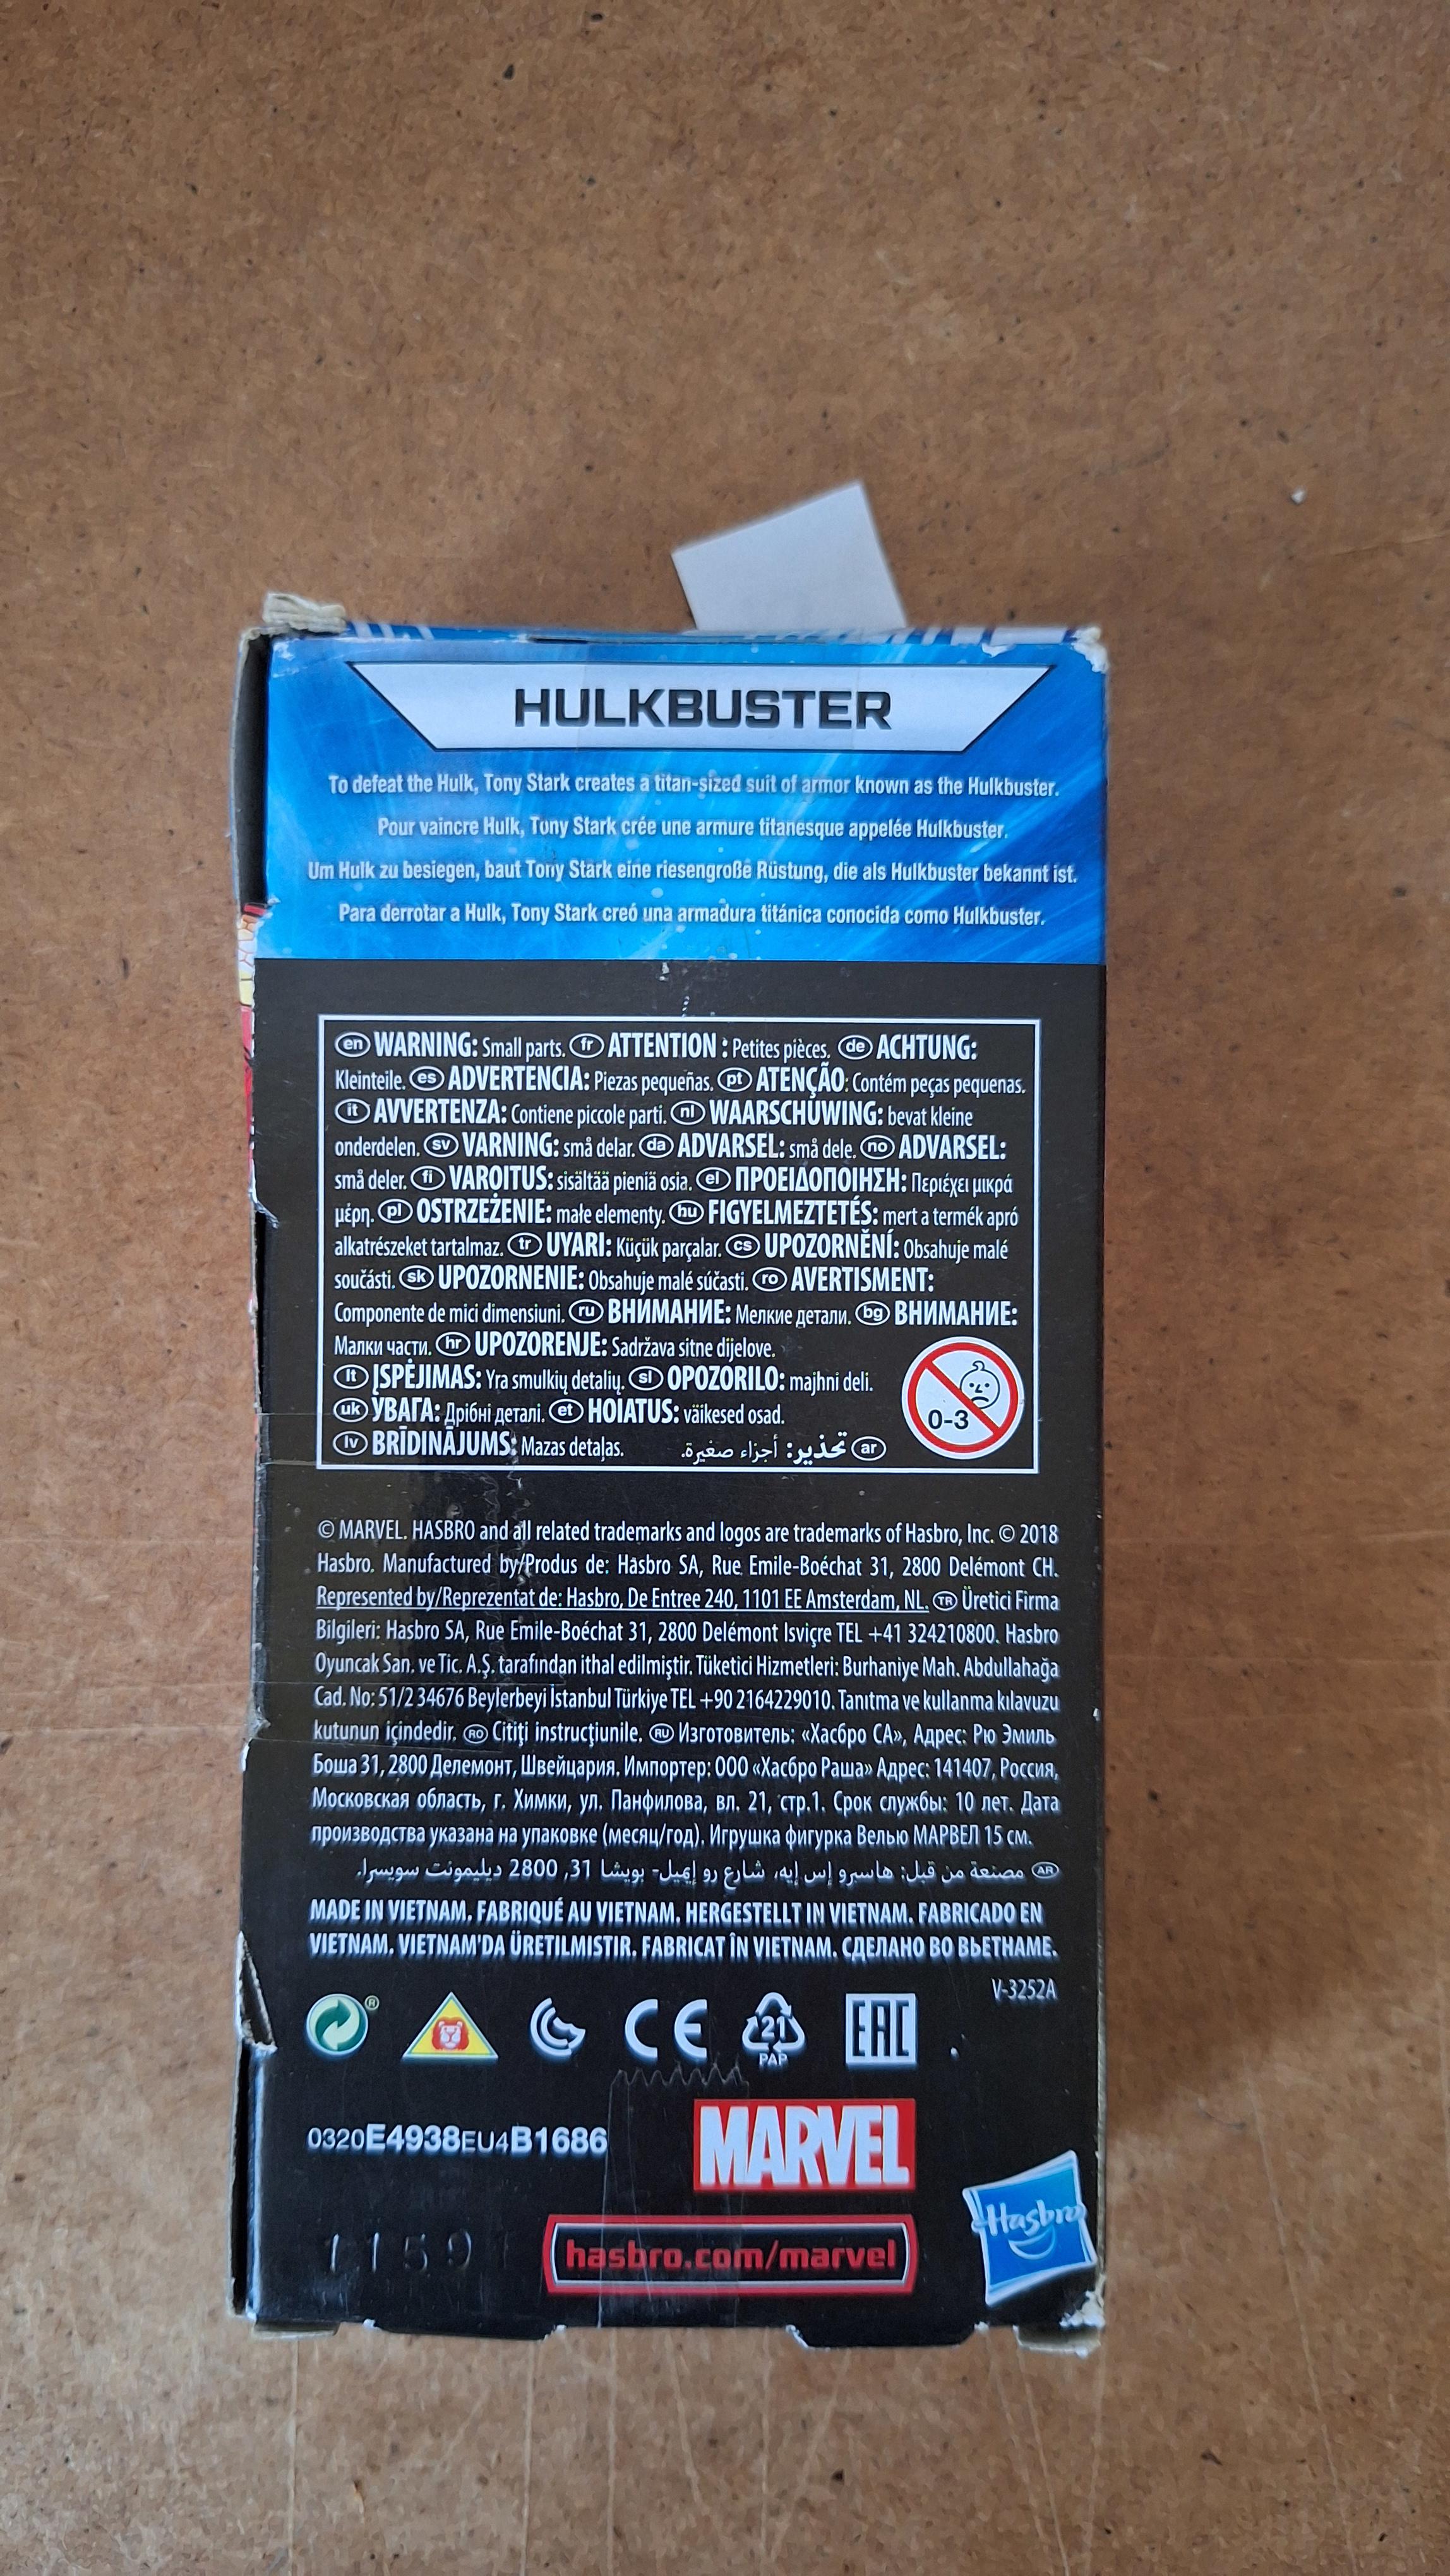 HULKBUSTER
To defeat the Hulk, Tony Stark creates a titan-sized suit of armor known as the Hulkbuster.
Pour vaincre Hulk, Tony Stark crée une armure titanesque appelée Hulkbuster.
Um Hulk zu besiegen, baut Tony Stark eine riesengroße Rüstung, die als Hulkbuster bekannt ist.
Para derrotar a Hulk, Tony Stark creó una armadura titánica conocida como Hulkbuster.
en WARNING: Small parts. fr ATTENTION : Petites pièces. de ACHTUNG:
Kleinteile. es ADVERTENCIA: Piezas pequeñas. pt ATENÇÃO: Contém peças pequenas.
it AVVERTENZA: Contiene piccole parti. nl WAARSCHUWING: bevat kleine
onderdelen. sv VARNING: små delar. da ADVARSEL: små dele. no ADVARSEL:
små deler. fi VAROITUS: sisältää pieniä osia. el ΠΡΟΕΙΔΟΠΟΙΗΣΗ: Περιέχει μικρά
μέρη. pl OSTRZEŻENIE: małe elementy. hu FIGYELMEZTETÉS: mert a termék apró
alkatrészeket tartalmaz. tr UYARI: Küçük parçalar. cs UPOZORNĚNÍ: Obsahuje malé
součásti. sk UPOZORNENIE: Obsahuje malé súčasti. ro AVERTISMENT:
Componente de mici dimensiuni. ru ВНИМАНИЕ: Мелкие детали. bg ВНИМАНИЕ:
Малки части. hr UPOZORENJE: Sadržava sitne dijelove.
lt ĮSPĖJIMAS: Yra smulkių detalių. sl OPOZORILO: majhni deli.
uk УВАГА: Дрібні деталі. et HOIATUS: väikesed osad.
lv BRĪDINĀJUMS: Mazas detaļas. ar تحذير: أجزاء صغيرة.
0-3
© MARVEL. HASBRO and all related trademarks and logos are trademarks of Hasbro, Inc. © 2018
Hasbro. Manufactured by/Produs de: Hasbro SA, Rue Emile-Boéchat 31, 2800 Delémont CH.
Represented by/Reprezentat de: Hasbro, De Entree 240, 1101 EE Amsterdam, NL. TR Üretici Firma
Bilgileri: Hasbro SA, Rue Emile-Boéchat 31, 2800 Delémont Isviçre TEL +41 324210800. Hasbro
Oyuncak San. ve Tic. A.Ş. tarafından ithal edilmiştir. Tüketici Hizmetleri: Burhaniye Mah. Abdullahağa
Cad. No: 51/2 34676 Beylerbeyi İstanbul Türkiye TEL +90 2164229010. Tanıtma ve kullanma kılavuzu
kutunun içindedir. RO Citiţi instrucţiunile. RU Изготовитель: «Хасбро СА», Адрес: Рю Эмиль
Боша 31, 2800 Делемонт, Швейцария. Импортер: ООО «Хасбро Раша» Адрес: 141407, Россия,
Московская область, г. Химки, ул. Панфилова, вл. 21, стр.1. Срок службы: 10 лет. Дата
производства указана на упаковке (месяц/год). Игрушка фигурка Велью МАРВЕЛ 15 см.
AR مصنعة من قبل: هاسبرو إس إيه، شارع رو إيميل- بويشا 31, 2800 ديليمونت سويسرا.
MADE IN VIETNAM. FABRIQUÉ AU VIETNAM. HERGESTELLT IN VIETNAM. FABRICADO EN
VIETNAM. VIETNAM'DA ÜRETILMISTIR. FABRICAT ÎN VIETNAM. СДЕЛАНО ВО ВЬЕТНАМЕ.
V-3252A
® CE 21 PAP EAC
0320E4938EU4B1686
MARVEL
Hasbro
11591
hasbro.com/marvel